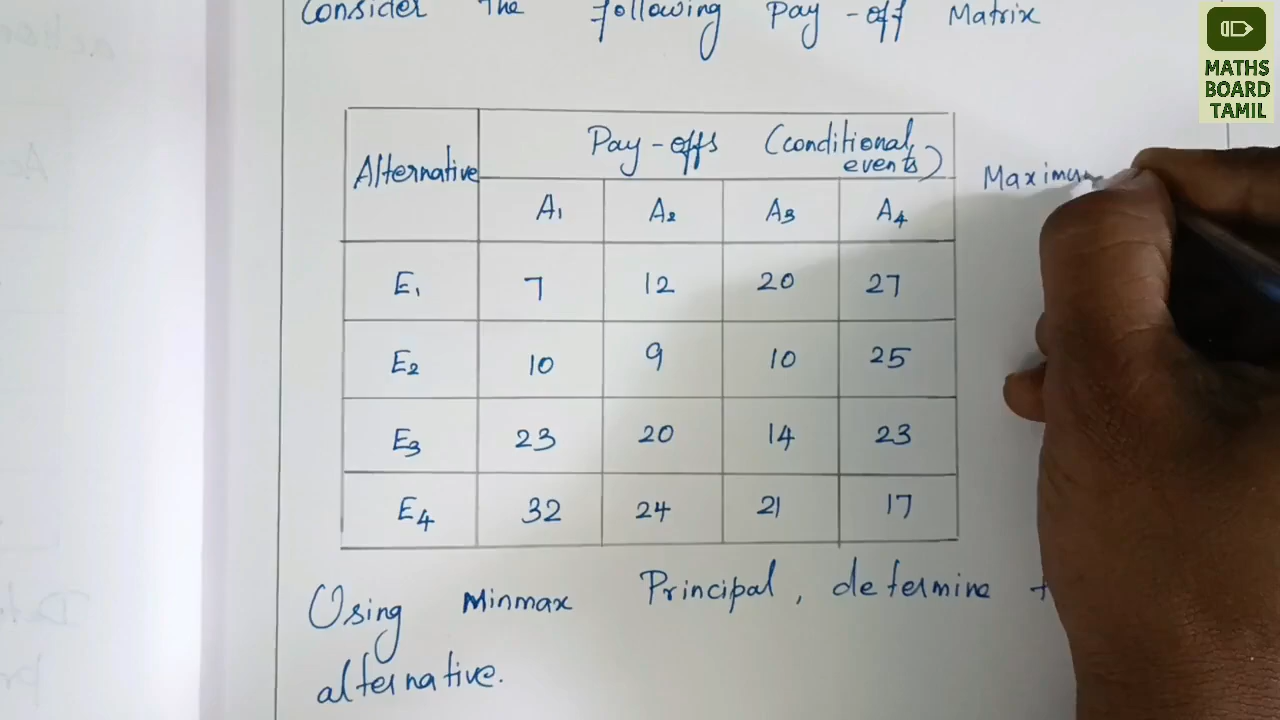 Consider the following Pay-off Matrix
MATHS
BOARD
TAMIL
Alternative Pay-offs (conditional events)
Maximum
A1 A2 A3 A4
E1 7 12 20 27
E2 10 9 10 25
E3 23 20 14 23
E4 32 24 21 17
Using Minmax Principal, determine
alternative.